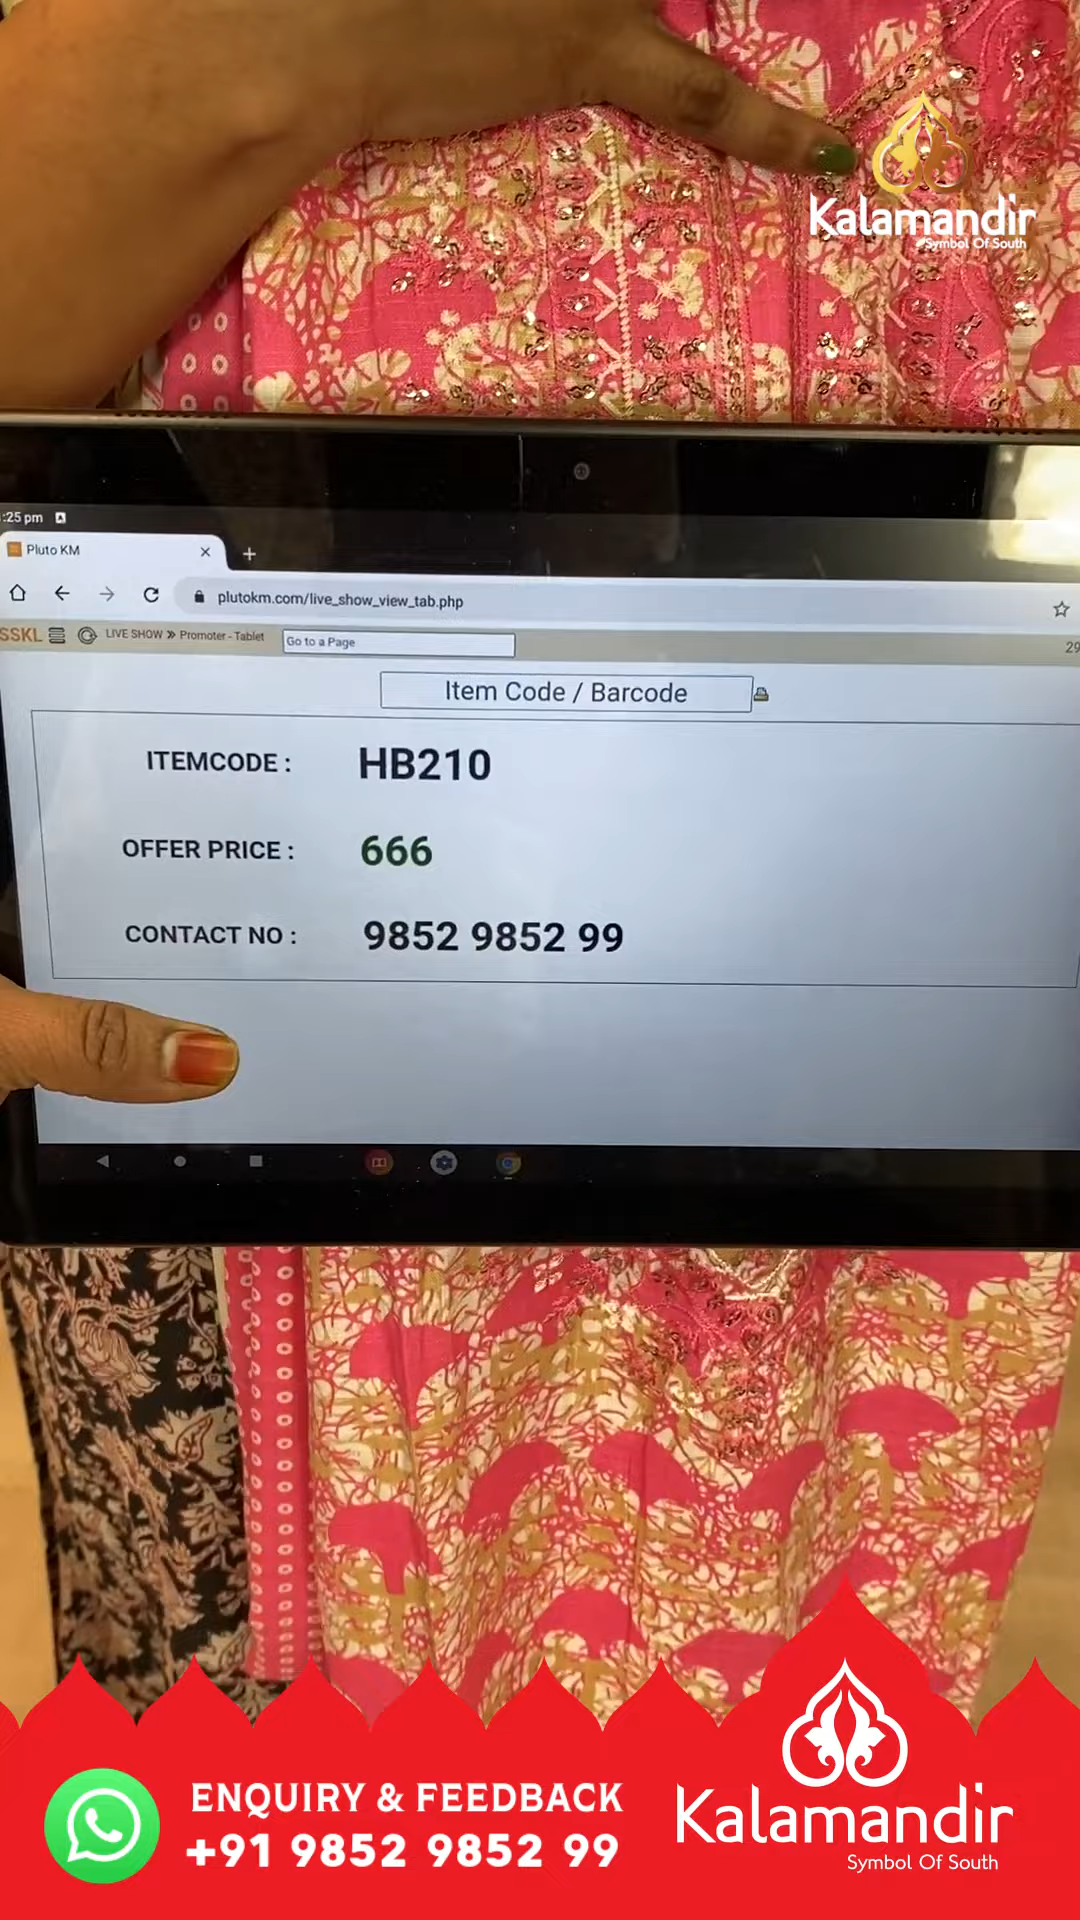 Kalamandir
Symbol Of South
:25 pm
Pluto KM
plutokm.com/live_show_view_tab.php
SSKL
LIVE SHOW » Promoter - Tablet
Go to a Page
29
Item Code / Barcode
ITEMCODE : HB210
OFFER PRICE : 666
CONTACT NO : 9852 9852 99
ENQUIRY & FEEDBACK
+91 9852 9852 99
Kalamandir
Symbol Of South